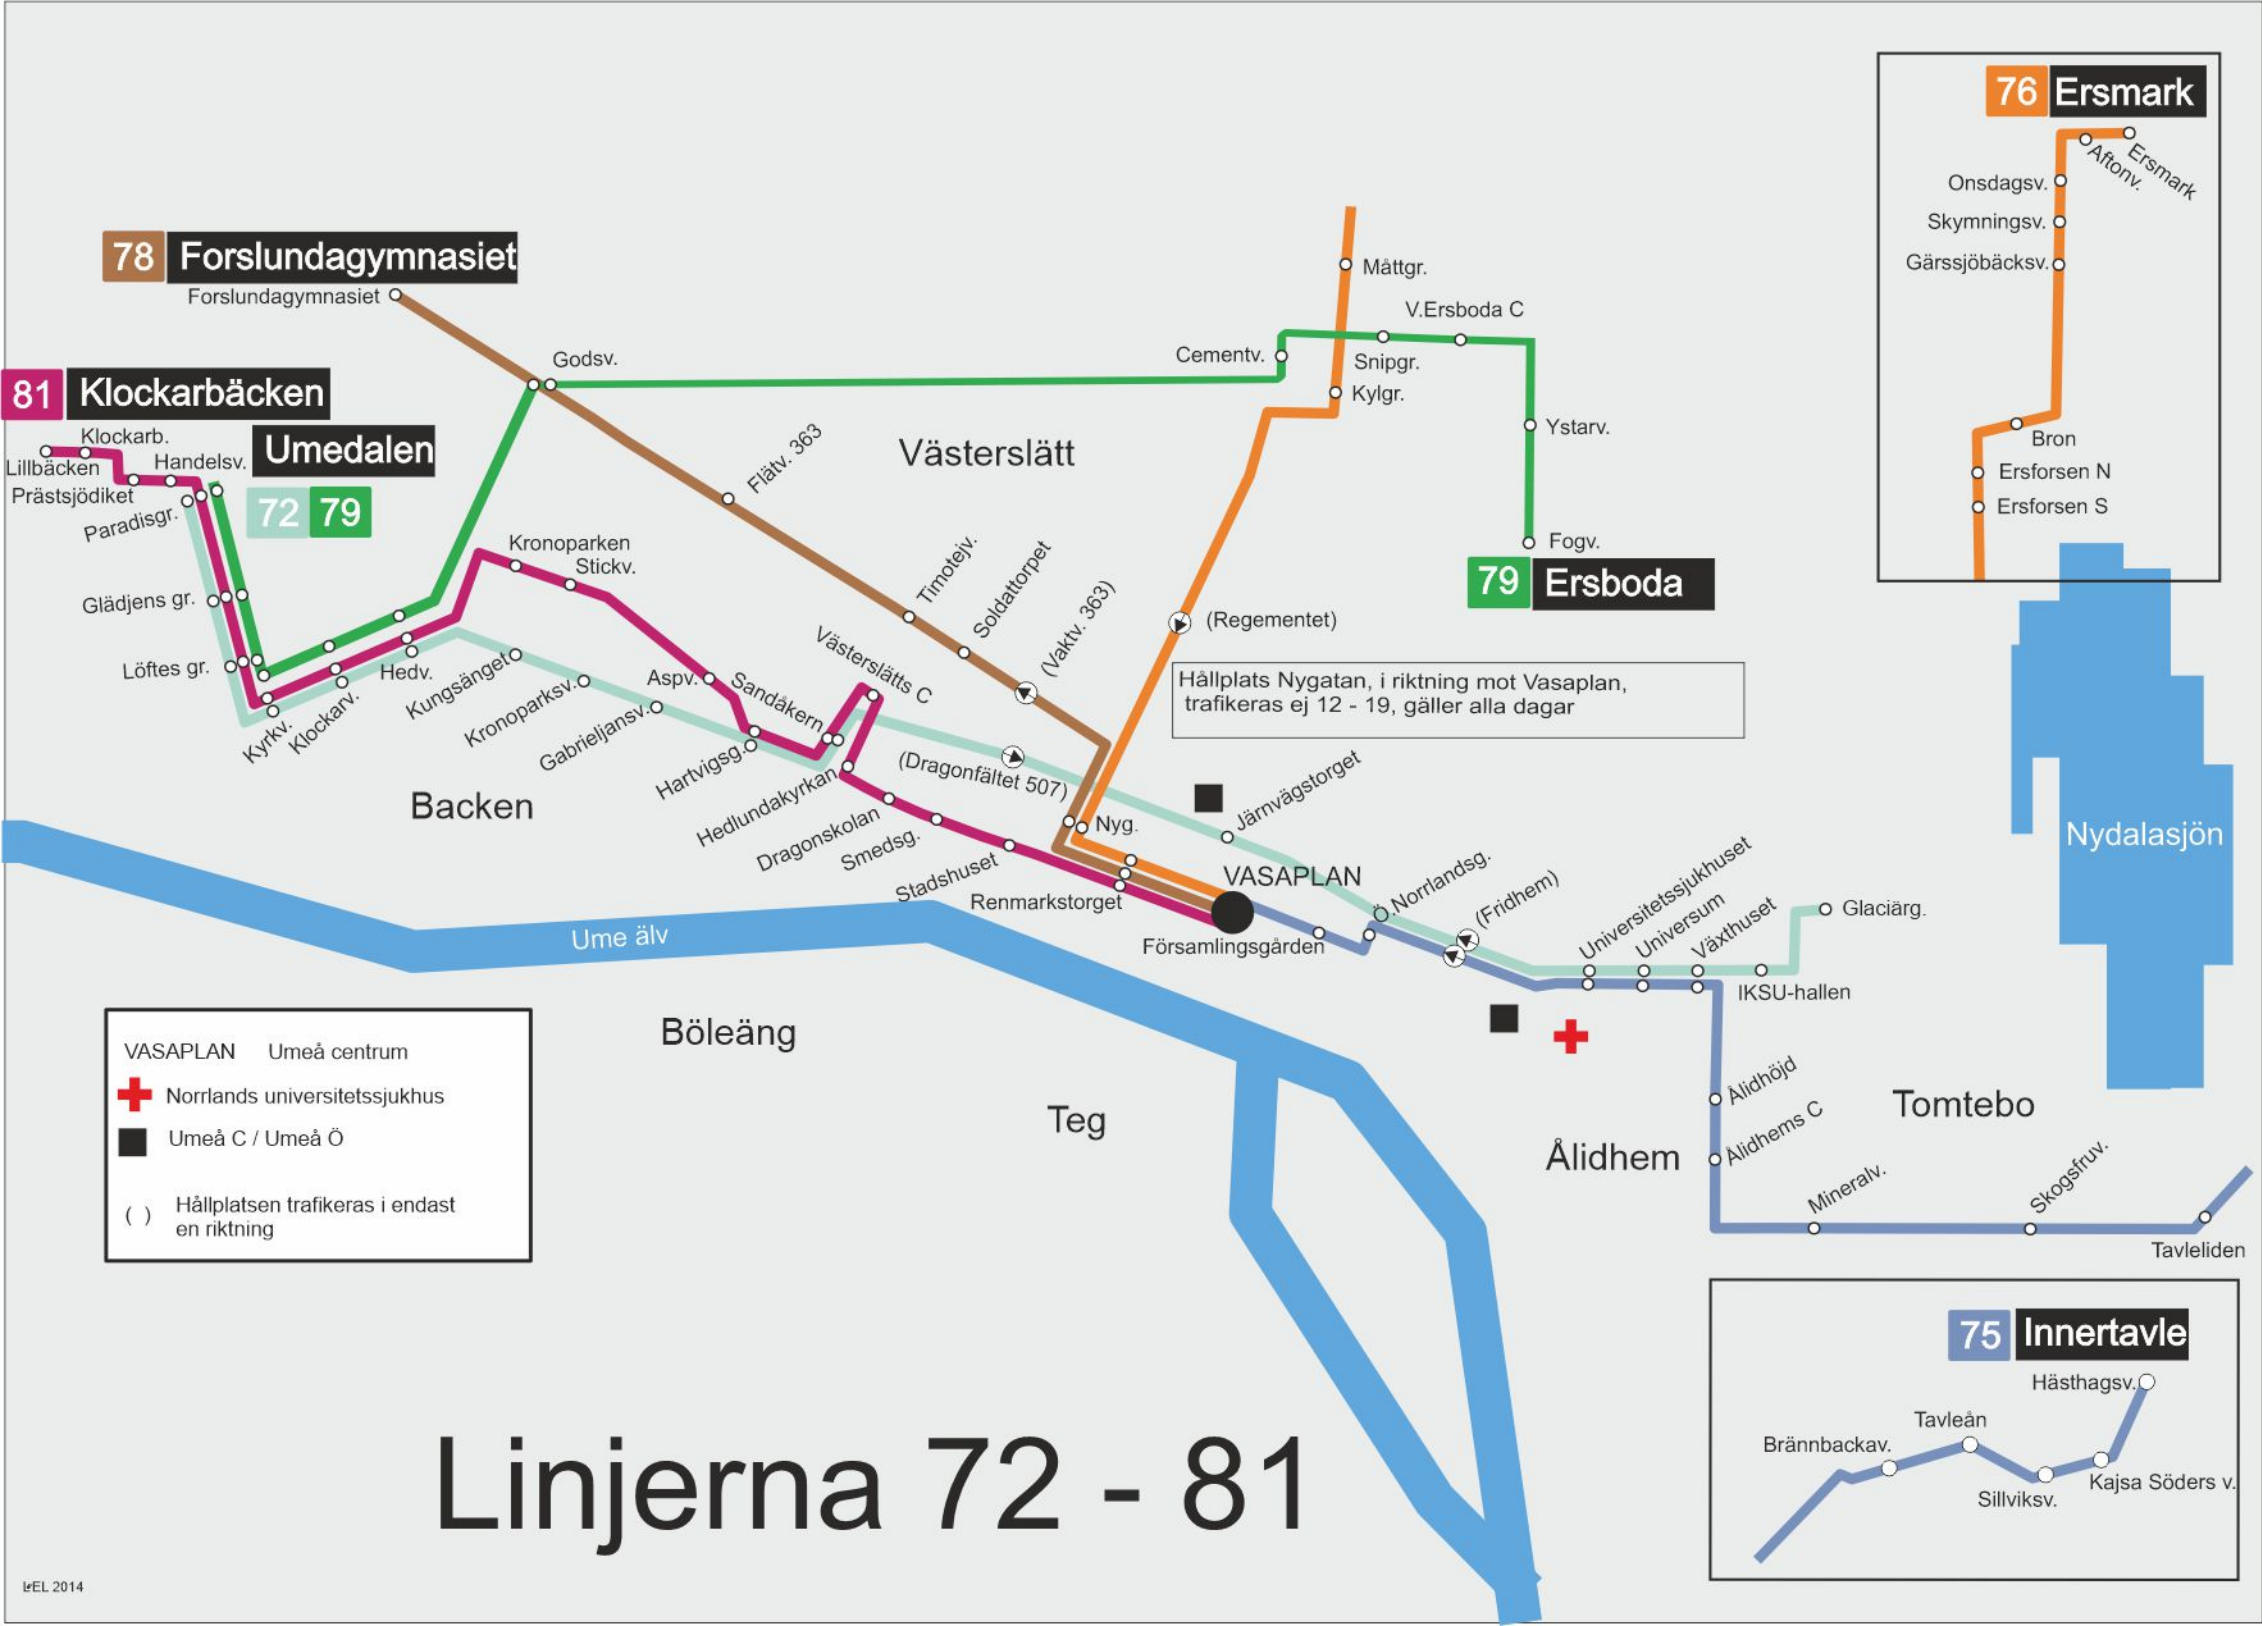 76 Ersmark
Ersmark
Aftonv.
Onsdagsv.
Skymningsv.
Gärssjöbäcksv.
Bron
Ersforsen N
Ersforsen S
78 Forslundagymnasiet
Forslundagymnasiet
Måttgr.
V.Ersboda C
Godsv.
Cementv.
Snipgr.
Kylgr.
81 Klockarbäcken
Klockarb.
Lillbäcken
Handelsv.
Prästsjödiket
Paradisgr.
Umedalen
72 79
Flätv. 363
Västerslätt
Ystarv.
Fogv.
79 Ersboda
Kronoparken
Stickv.
Timotejv.
Soldattorpet
(Vaktv. 363)
(Regementet)
Glädjens gr.
Löftes gr.
Kyrkv.
Klockarv.
Hedv.
Kungsänget
Kronoparksv.
Gabrieljansv.
Aspv.
Sandåkern
Västerslätts C
Hartvigsg.
Hedlundakyrkan
(Dragonfältet 507)
Hållplats Nygatan, i riktning mot Vasaplan,
trafikeras ej 12 - 19, gäller alla dagar
Järnvägstorget
Nyg.
Backen
Dragonskolan
Smedsg.
Stadshuset
Renmarkstorget
VASAPLAN
Församlingsgården
Ö.Norrlandsg.
(Fridhem)
Universitetssjukhuset
Universum
Växthuset
Glaciärg.
IKSU-hallen
Nydalasjön
Ume älv
Böleäng
Teg
Ålidhem
Ålidhöjd
Ålidhems C
Tomtebo
Mineralv.
Skogsfruv.
Tavleliden
VASAPLAN Umeå centrum
Norrlands universitetssjukhus
Umeå C / Umeå Ö
( ) Hållplatsen trafikeras i endast
en riktning
75 Innertavle
Hästhagsv.
Tavleån
Brännbackav.
Sillviksv.
Kajsa Söders v.
Linjerna 72 - 81
LEL 2014